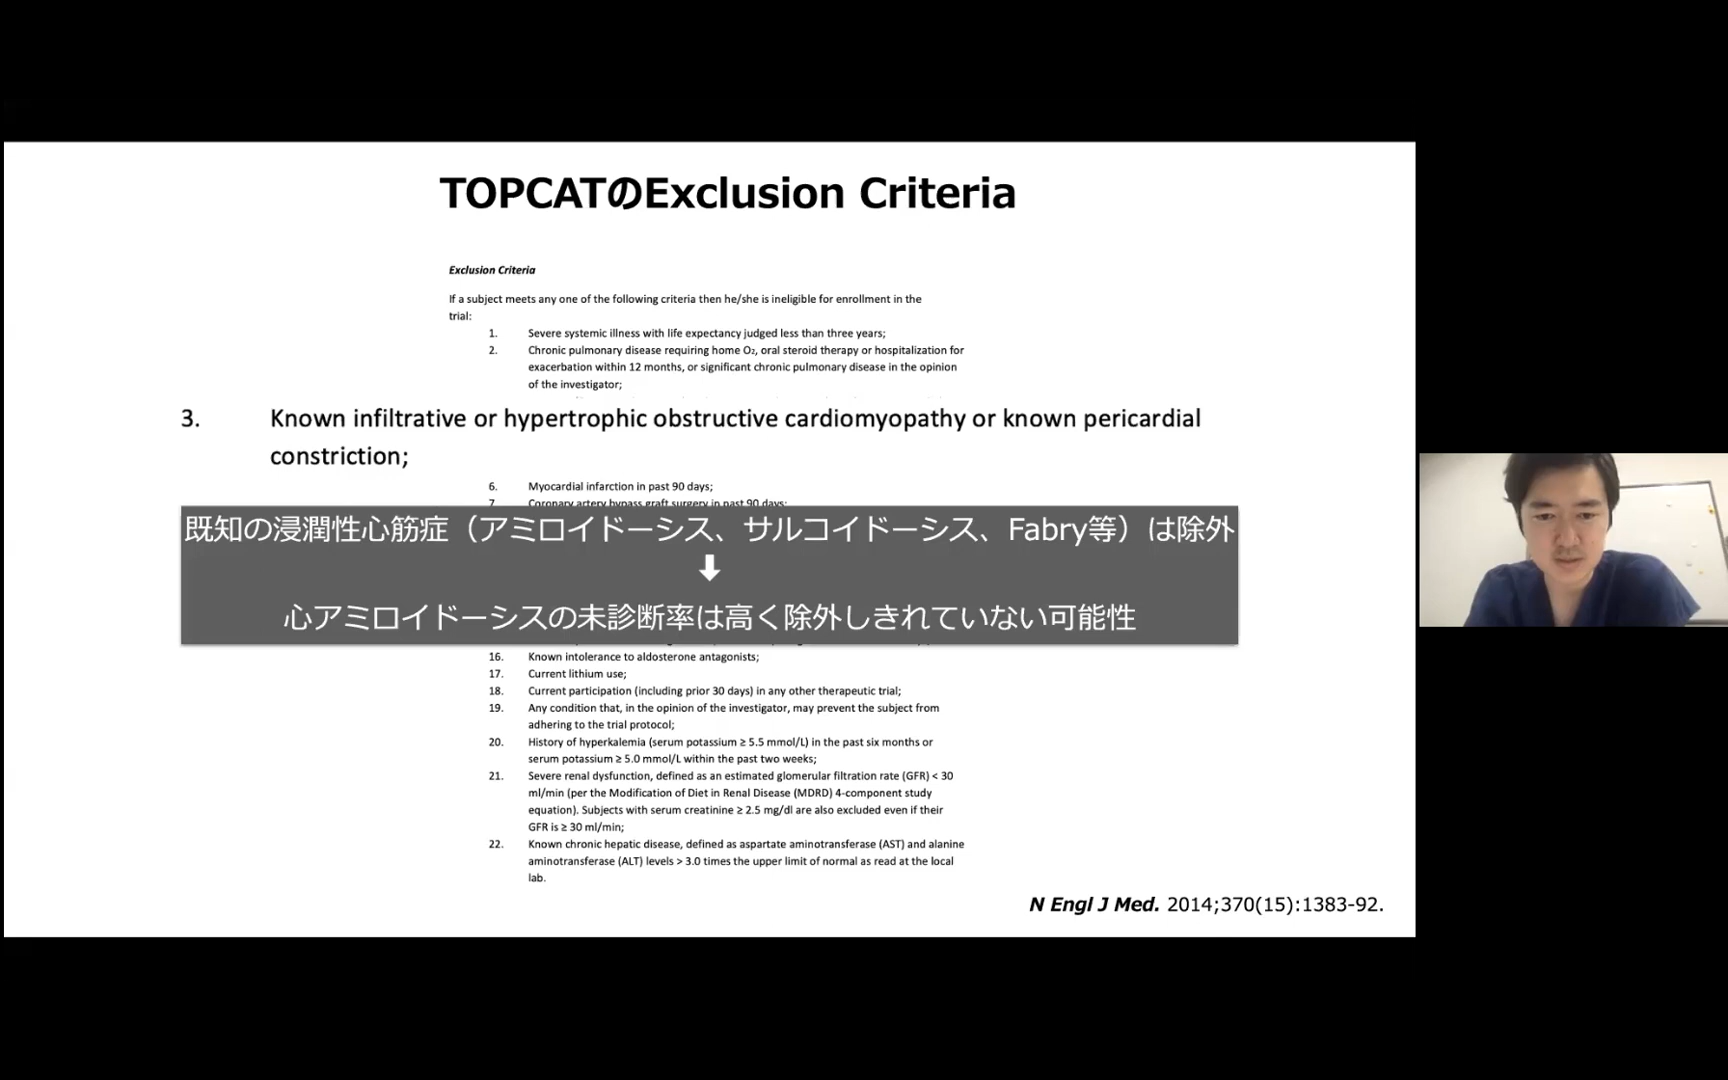 TOPCATのExclusion Criteria
Exclusion Criteria
If a subject meets any one of the following criteria then he/she is ineligible for enrollment in the
trial:
1. Severe systemic illness with life expectancy judged less than three years;
2. Chronic pulmonary disease requiring home O₂, oral steroid therapy or hospitalization for
exacerbation within 12 months, or significant chronic pulmonary disease in the opinion
of the investigator;
3. Known infiltrative or hypertrophic obstructive cardiomyopathy or known pericardial
constriction;
6. Myocardial infarction in past 90 days;
7. Coronary artery bypass graft surgery in past 90 days;
既知の浸潤性心筋症（アミロイドーシス、サルコイドーシス、Fabry等）は除外
⬇
心アミロイドーシスの未診断率は高く除外しきれていない可能性
16. Known intolerance to aldosterone antagonists;
17. Current lithium use;
18. Current participation (including prior 30 days) in any other therapeutic trial;
19. Any condition that, in the opinion of the investigator, may prevent the subject from
adhering to the trial protocol;
20. History of hyperkalemia (serum potassium ≥ 5.5 mmol/L) in the past six months or
serum potassium ≥ 5.0 mmol/L within the past two weeks;
21. Severe renal dysfunction, defined as an estimated glomerular filtration rate (GFR) < 30
ml/min (per the Modification of Diet in Renal Disease (MDRD) 4-component study
equation). Subjects with serum creatinine ≥ 2.5 mg/dl are also excluded even if their
GFR is ≥ 30 ml/min;
22. Known chronic hepatic disease, defined as aspartate aminotransferase (AST) and alanine
aminotransferase (ALT) levels > 3.0 times the upper limit of normal as read at the local
lab.
N Engl J Med. 2014;370(15):1383-92.